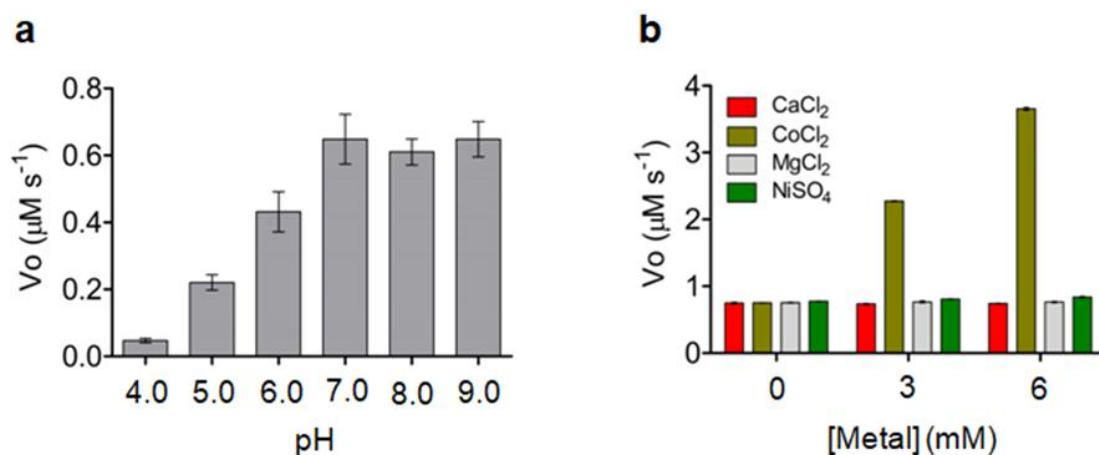 a
Vo (μM s⁻¹)
0.8
0.6
0.4
0.2
0.0
4.0 5.0 6.0 7.0 8.0 9.0
pH
b
Vo (μM s⁻¹)
4
3
2
1
0
CaCl₂
CoCl₂
MgCl₂
NiSO₄
0 3 6
[Metal] (mM)